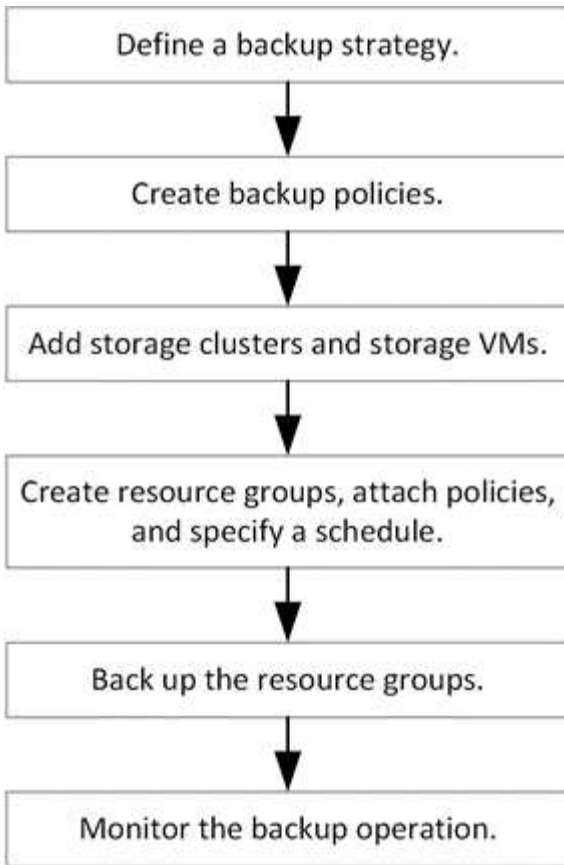 Define a backup strategy.
Create backup policies.
Add storage clusters and storage VMs.
Create resource groups, attach policies,
and specify a schedule.
Back up the resource groups.
Monitor the backup operation.